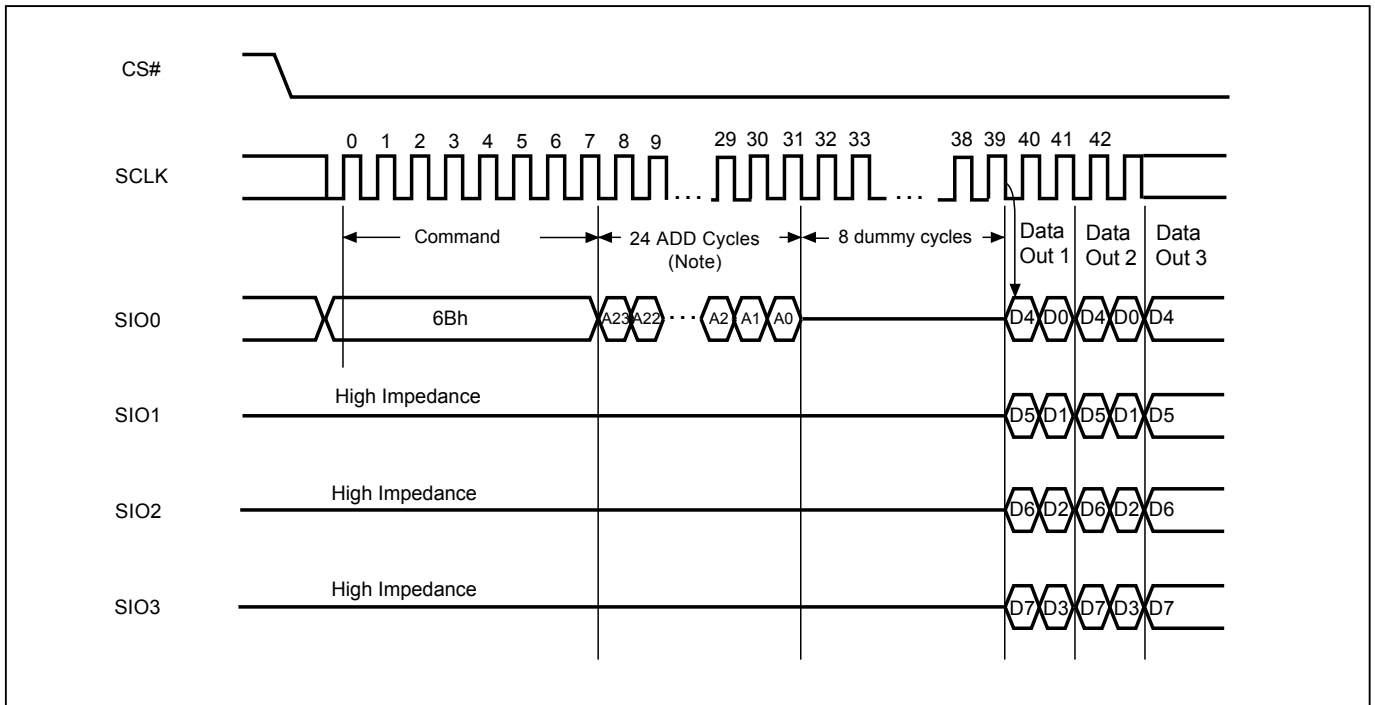 CS#
0 1 2 3 4 5 6 7 8 9 29 30 31 32 33 38 39 40 41 42
SCLK
Command
24 ADD Cycles
(Note)
8 dummy cycles
Data
Out 1
Data
Out 2
Data
Out 3
SIO0
6Bh
A23 A22 ··· A2 A1 A0
D4 D0 D4 D0 D4
High Impedance
SIO1
D5 D1 D5 D1 D5
High Impedance
SIO2
D6 D2 D6 D2 D6
High Impedance
SIO3
D7 D3 D7 D3 D7